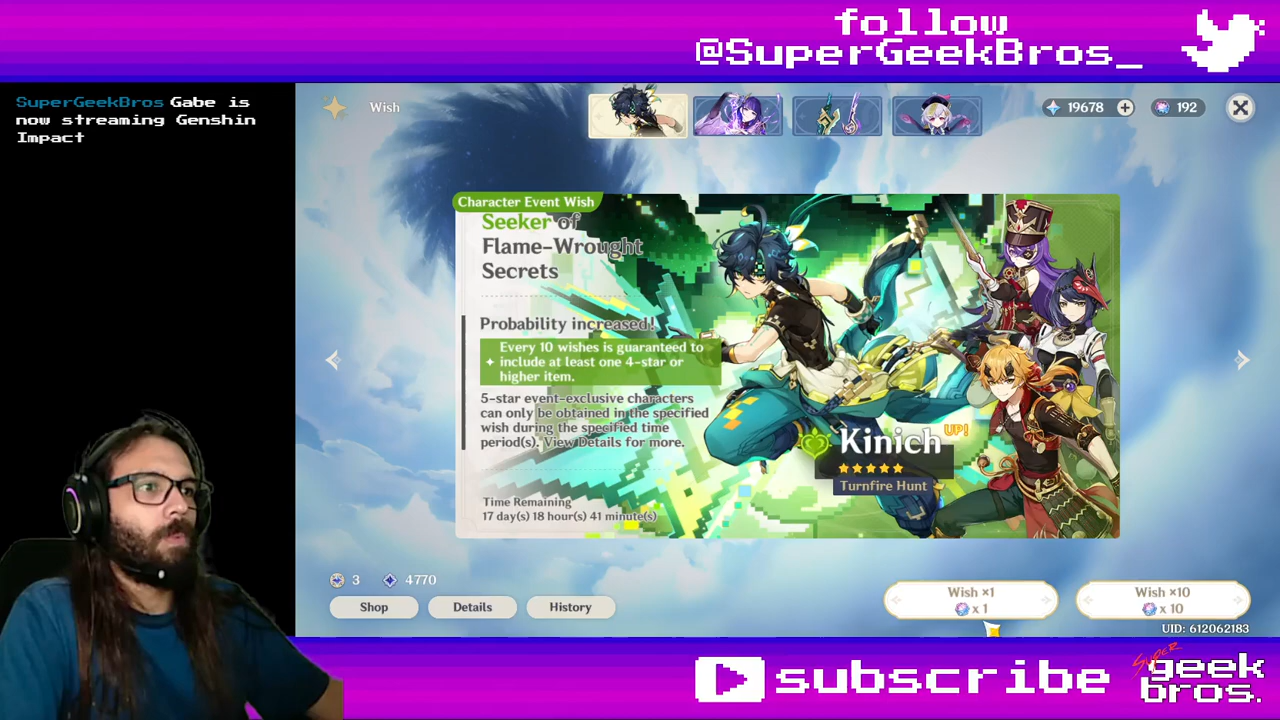 follow
@SuperGeekBros_
SuperGeekBros Gabe is
now streaming Genshin
Impact
Wish
19678
192
Character Event Wish
Seeker of
Flame-Wrought
Secrets
Probability increased!
Every 10 wishes is guaranteed to
include at least one 4-star or
higher item.
5-star event-exclusive characters
can only be obtained in the specified
wish during the specified time
period(s). View Details for more.
Time Remaining
17 day(s) 18 hour(s) 41 minute(s)
Kinich UP!
Turnfire Hunt
3 4770
Shop Details History
Wish ×1
x 1
Wish ×10
x 10
UID: 612062183
subscribe
SUPER
geek
bros.